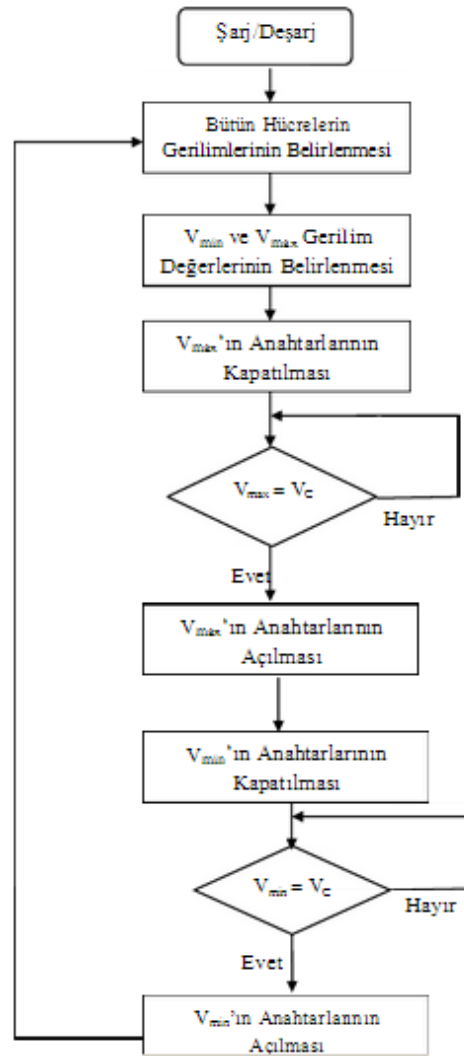 Şarj/Deşarj
Bütün Hücrelerin
Gerilimlerinin Belirlenmesi
Vmin ve Vmax Gerilim
Değerlerinin Belirlenmesi
Vmax'ın Anahtarlarının
Kapatılması
Vmax = VC
Hayır
Evet
Vmax'ın Anahtarlarının
Açılması
Vmin'ın Anahtarlarının
Kapatılması
Vmin = VC
Hayır
Evet
Vmin'ın Anahtarlarının
Açılması